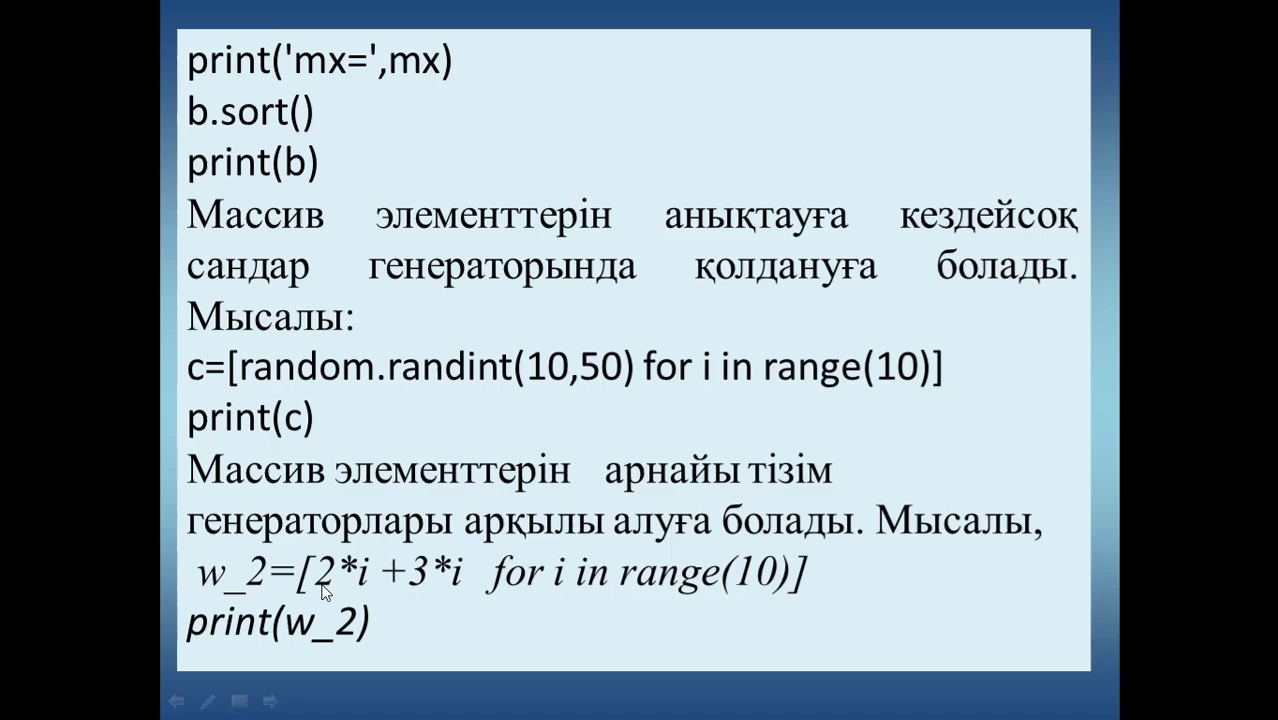 print('mx=',mx)
b.sort()
print(b)
Массив элементтерін анықтауға кездейсоқ
сандар генераторында қолдануға болады.
Мысалы:
c=[random.randint(10,50) for i in range(10)]
print(c)
Массив элементтерін арнайы тізім
генераторлары арқылы алуға болады. Мысалы,
w_2=[2*i +3*i for i in range(10)]
print(w_2)